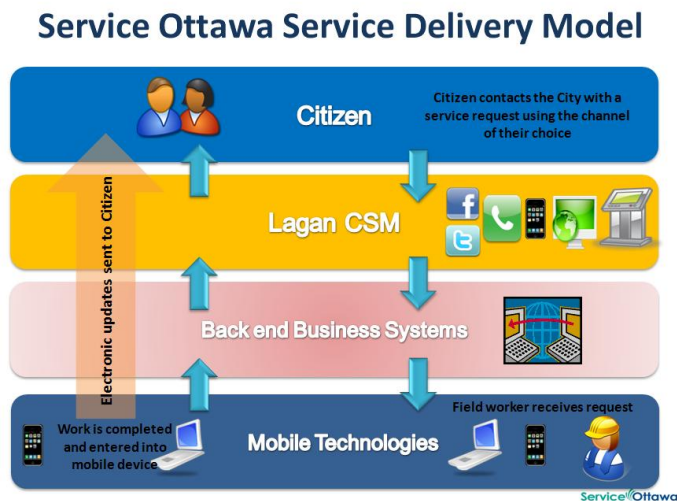 Service Ottawa Service Delivery Model
Citizen
Citizen contacts the City with a
service request using the channel
of their choice
Electronic updates sent to Citizen
Lagan CSM
Back end Business Systems
Field worker receives request
Work is completed
and entered into
mobile device
Mobile Technologies
ServiceOttawa